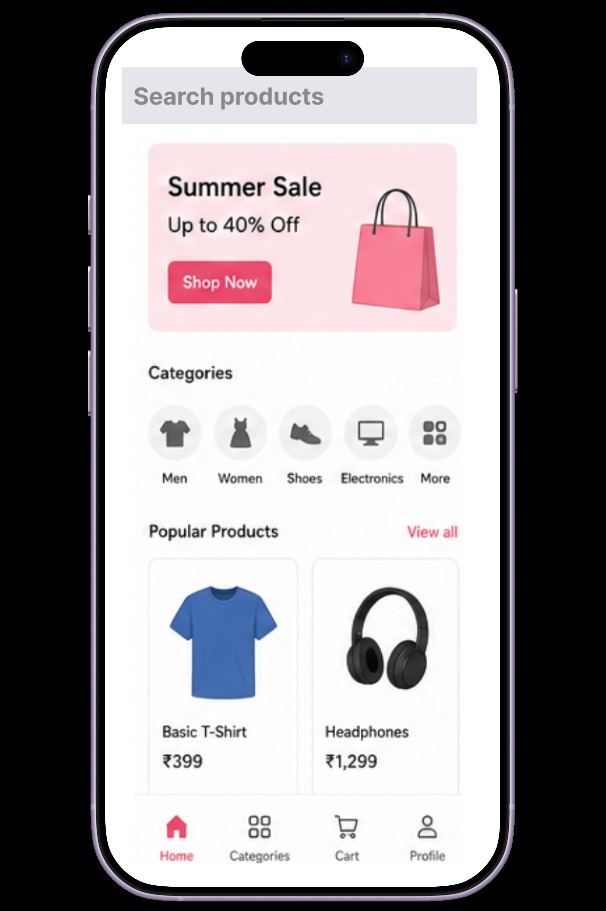 Search products
Summer Sale
Up to 40% Off
Shop Now
Categories
Men Women Shoes Electronics More
Popular Products View all
Basic T-Shirt Headphones
₹399 ₹1,299
Home Categories Cart Profile